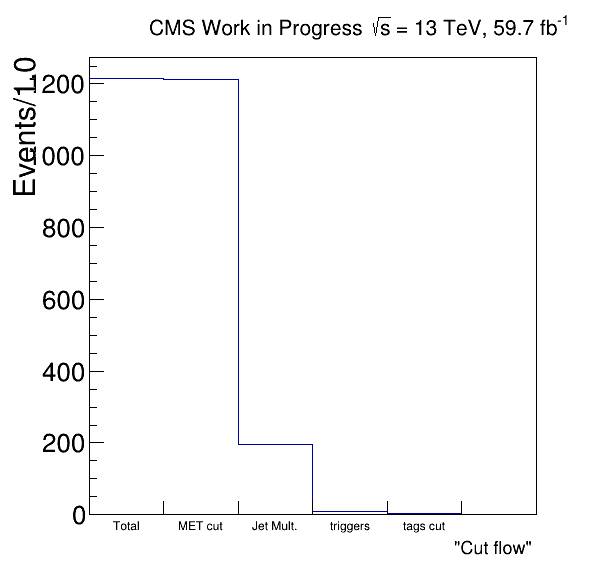 CMS Work in Progress √s = 13 TeV, 59.7 fb⁻¹
Events/1.0
1200
1000
800
600
400
200
0
Total MET cut Jet Mult. triggers tags cut
"Cut flow"